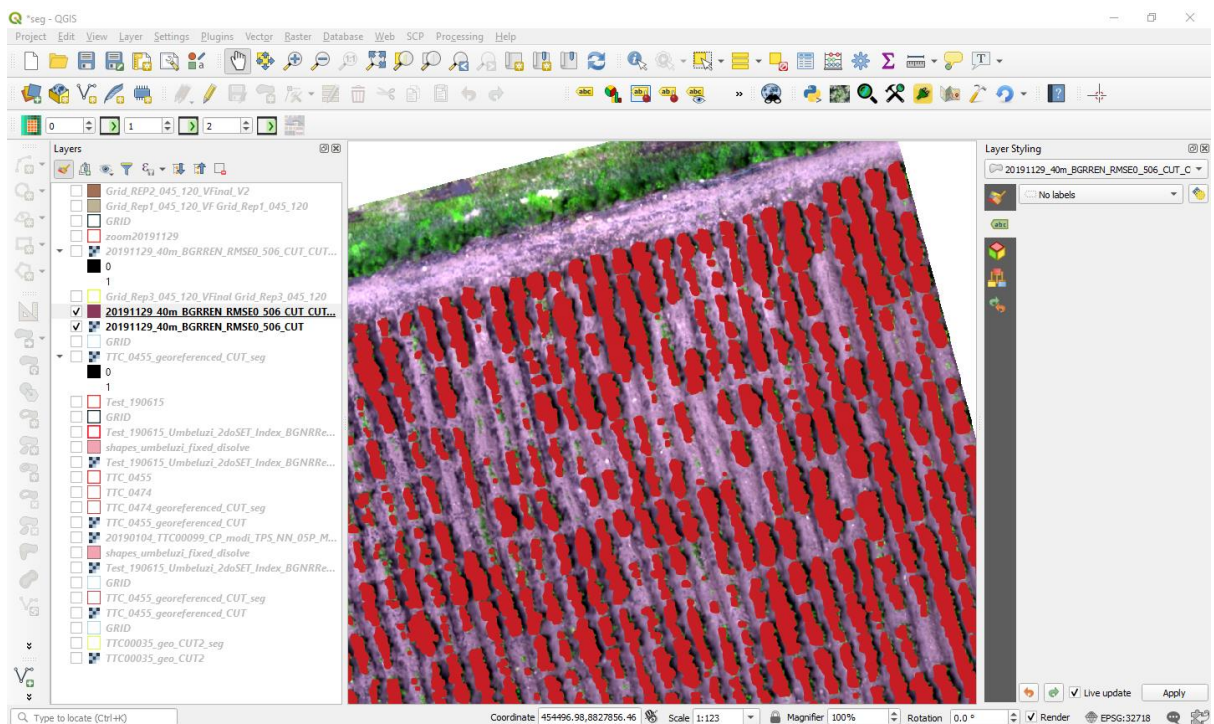 *seg - QGIS
Project Edit View Layer Settings Plugins Vector Raster Database Web SCP Processing Help
abc
0 1 2
Layers
Grid_REP2_045_120_VFinal_V2
Grid_Rep1_045_120_VF Grid_Rep1_045_120
GRID
zoom20191129
20191129_40m_BGRREN_RMSE0_506_CUT_CUT...
0
1
Grid_Rep3_045_120_VFinal Grid_Rep3_045_120
20191129_40m_BGRREN_RMSE0_506_CUT_CUT...
20191129_40m_BGRREN_RMSE0_506_CUT
GRID
TTC_0455_georeferenced_CUT_seg
0
1
Test_190615
GRID
Test_190615_Umbeluzi_2doSET_Index_BGNRRe...
shapes_umbeluzi_fixed_disolve
Test_190615_Umbeluzi_2doSET_Index_BGNRRe...
TTC_0455
TTC_0474
TTC_0474_georeferenced_CUT_seg
TTC_0455_georeferenced_CUT
20190104_TTC00099_CP_modi_TPS_NN_05P_M...
shapes_umbeluzi_fixed_disolve
Test_190615_Umbeluzi_2doSET_Index_BGNRRe...
GRID
TTC_0455_georeferenced_CUT_seg
TTC_0455_georeferenced_CUT
GRID
TTC00035_geo_CUT2_seg
TTC00035_geo_CUT2
Layer Styling
20191129_40m_BGRREN_RMSE0_506_CUT_C
No labels
abc
Live update Apply
Type to locate (Ctrl+K) Coordinate 454496.98,8827856.46 Scale 1:123 Magnifier 100% Rotation 0.0 ° Render EPSG:32718